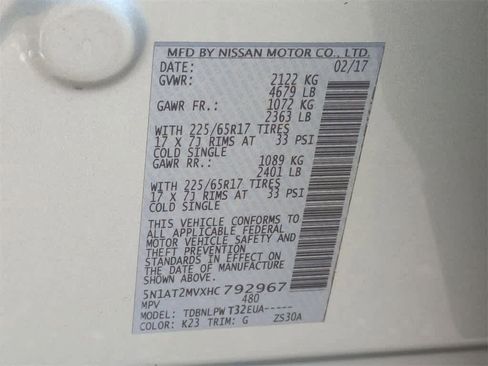 MFD BY NISSAN MOTOR CO., LTD.
DATE: 02/17
GVWR: 2122 KG
4679 LB
GAWR FR.: 1072 KG
2363 LB
WITH 225/65R17 TIRES
17 X 7J RIMS AT 33 PSI
COLD SINGLE
GAWR RR.: 1089 KG
2401 LB
WITH 225/65R17 TIRES
17 X 7J RIMS AT 33 PSI
COLD SINGLE
THIS VEHICLE CONFORMS TO
ALL APPLICABLE FEDERAL
MOTOR VEHICLE SAFETY AND
THEFT PREVENTION
STANDARDS IN EFFECT ON
THE DATE OF MANUFACTURE
SHOWN ABOVE.
5N1AT2MVXHC792967
MPV 480
MODEL: TDBNLPWT32EUA-----
COLOR: K23 TRIM: G ZS30A